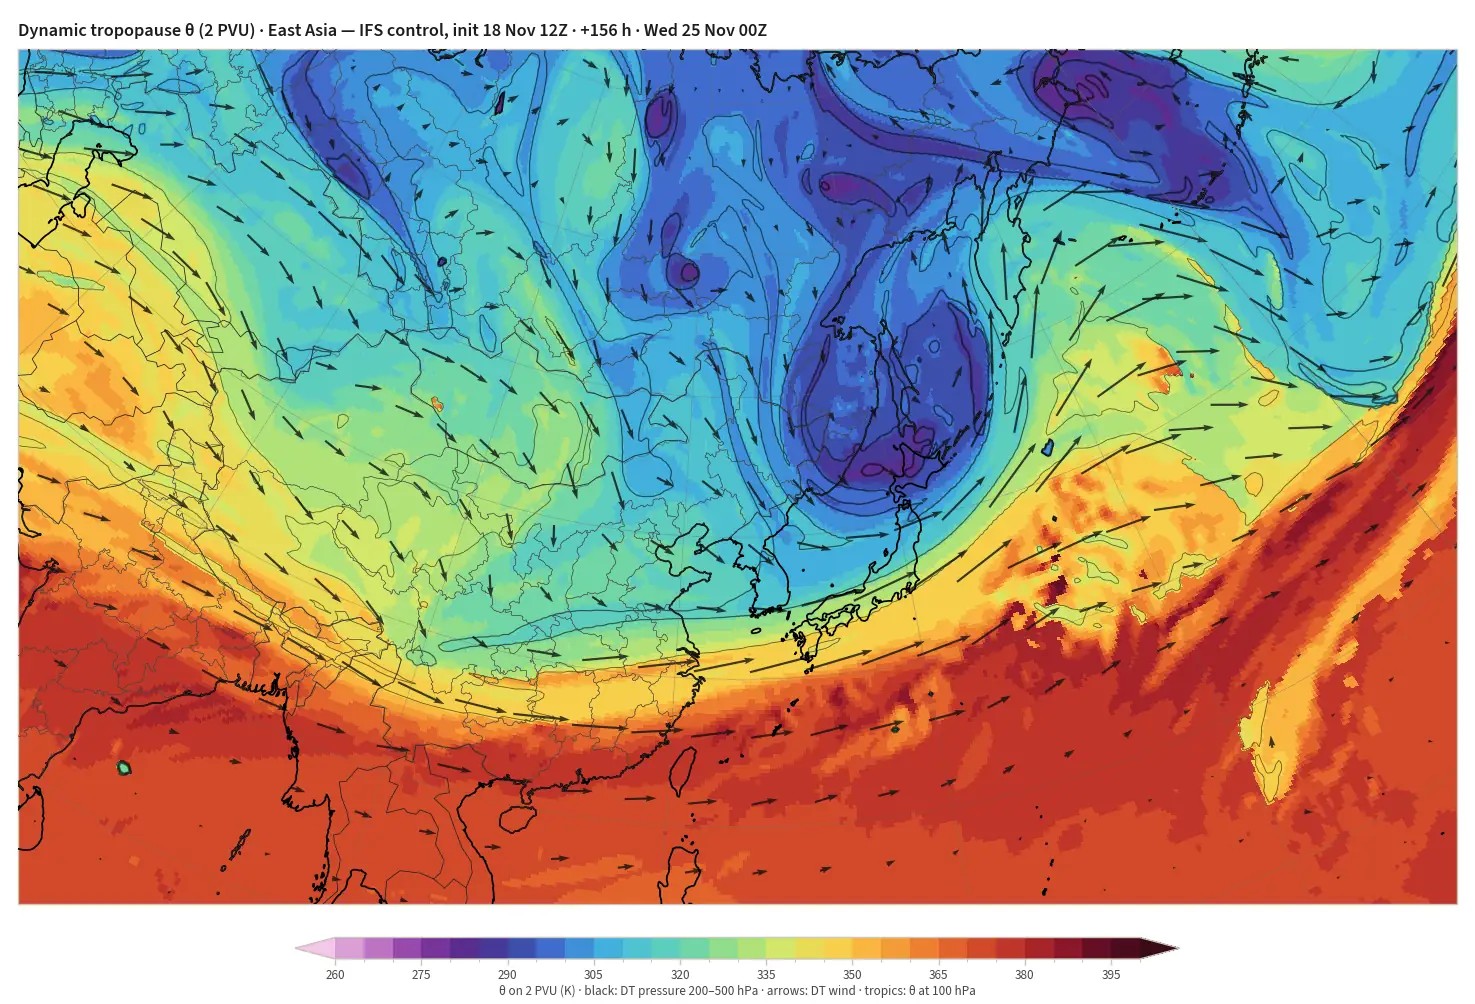 Dynamic tropopause θ (2 PVU) · East Asia — IFS control, init 18 Nov 12Z · +156 h · Wed 25 Nov 00Z
260 275 290 305 320 335 350 365 380 395
θ on 2 PVU (K) · black: DT pressure 200–500 hPa · arrows: DT wind · tropics: θ at 100 hPa